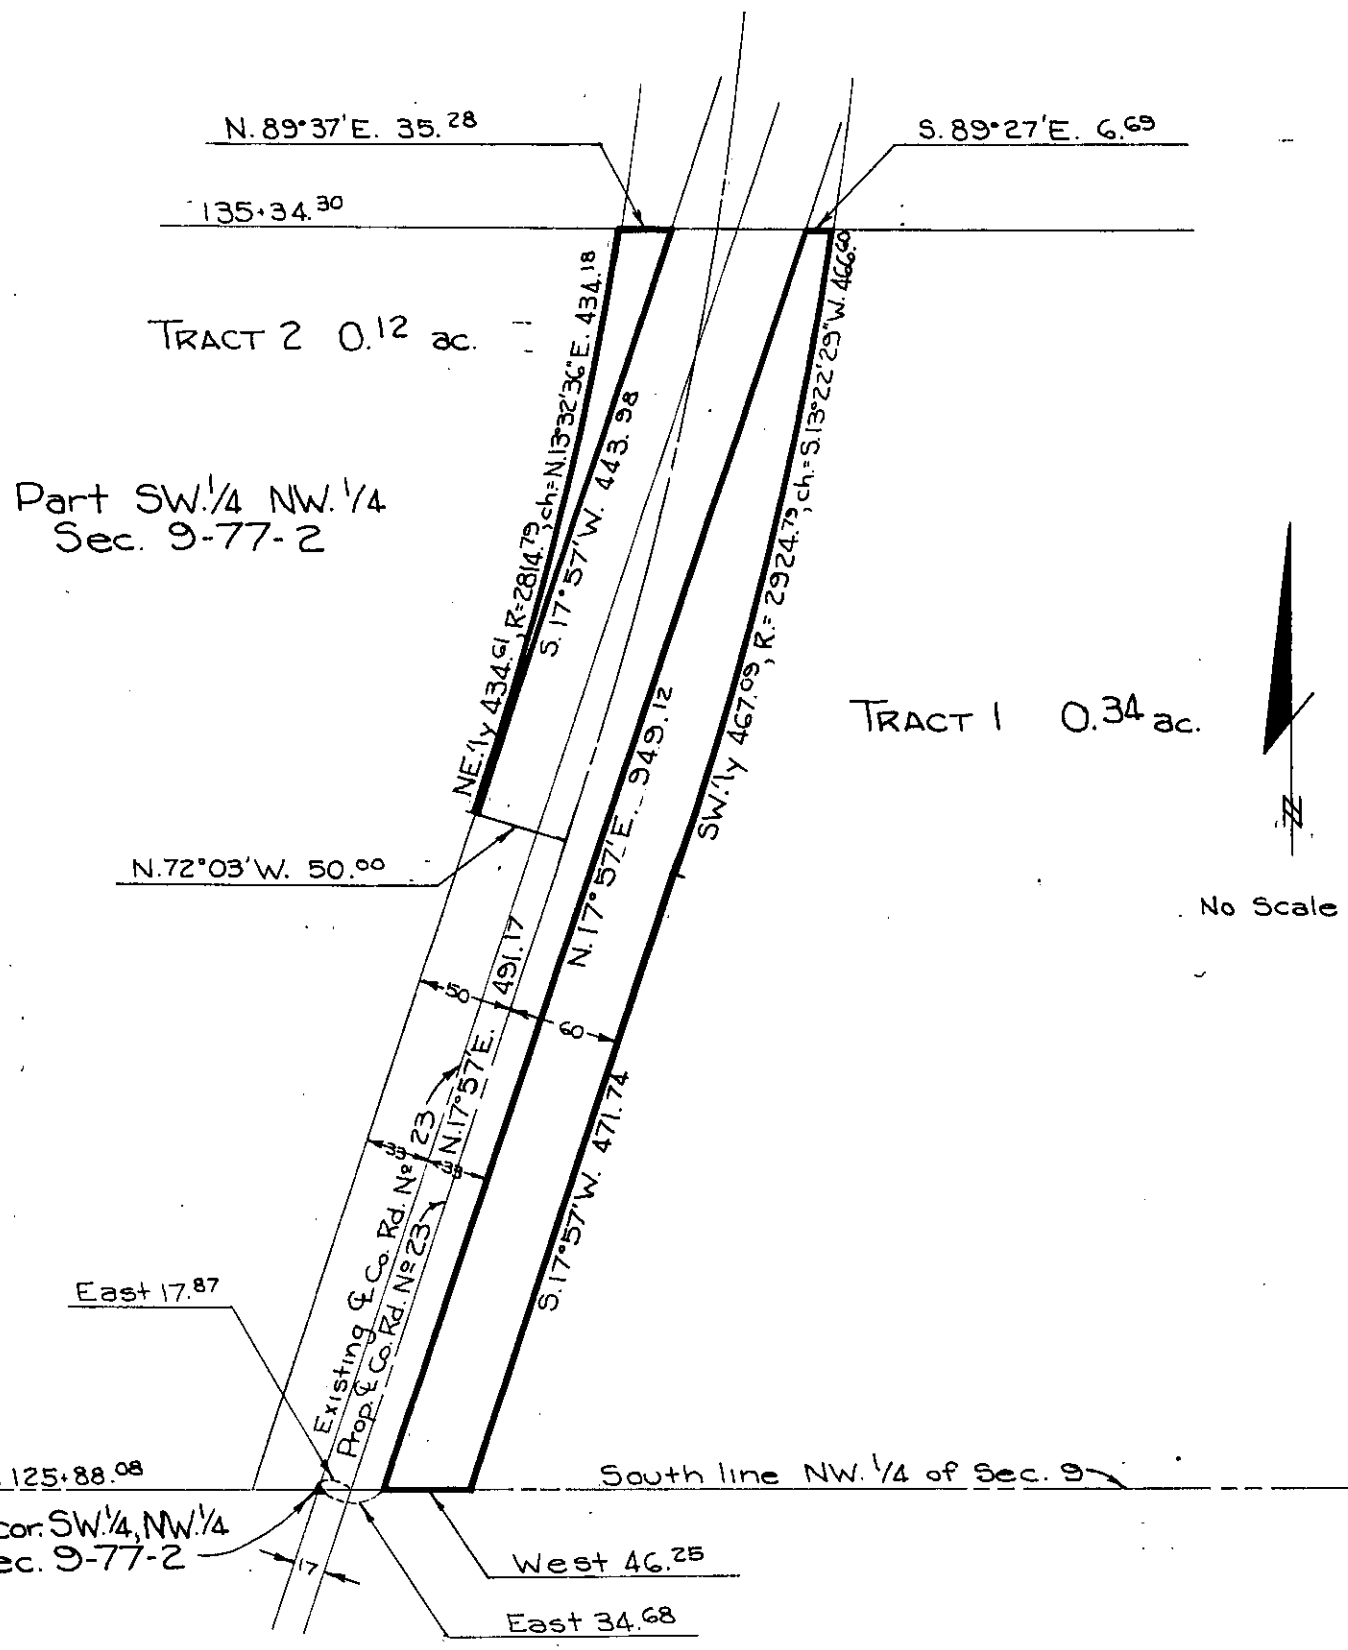 N. 89°37'E. 35.28
S. 89°27'E. 6.69
135+34.30
TRACT 2 0.12 ac.
NE.'ly 434.61, R=2814.79, ch=N.13°32'36"E. 434.18
S. 17°57'W. 443.98
SW.'ly 467.09, R.=2924.79, ch.=S.13°22'29"W. 466.60
Part SW.1/4 NW.1/4
Sec. 9-77-2
TRACT 1 0.34 ac.
N. 17°57'E. 949.12
N.72°03'W. 50.00
N
No Scale
50
60
N.17°57'E. 491.17
33
33
S.17°57'W. 471.74
Existing ℄ Co. Rd. No 23
Prop. ℄ Co. Rd. No 23
East 17.87
125+88.08
South line NW.1/4 of Sec. 9
cor. SW.1/4, NW.1/4
ec. 9-77-2
17
West 46.25
East 34.68